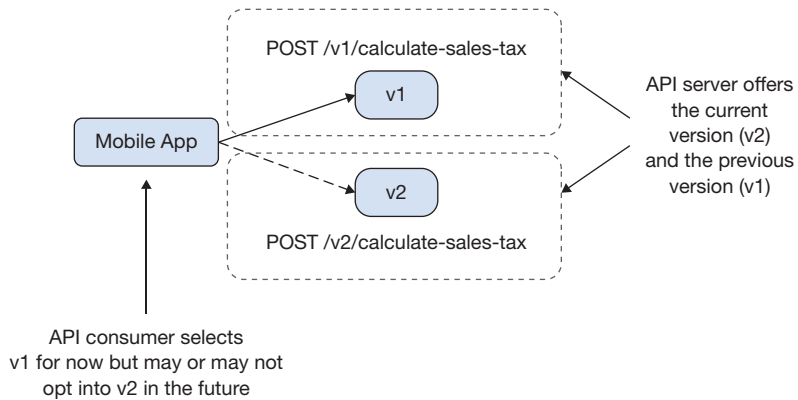 POST /v1/calculate-sales-tax
v1
Mobile App
v2
POST /v2/calculate-sales-tax
API server offers
the current
version (v2)
and the previous
version (v1)
API consumer selects
v1 for now but may or may not
opt into v2 in the future